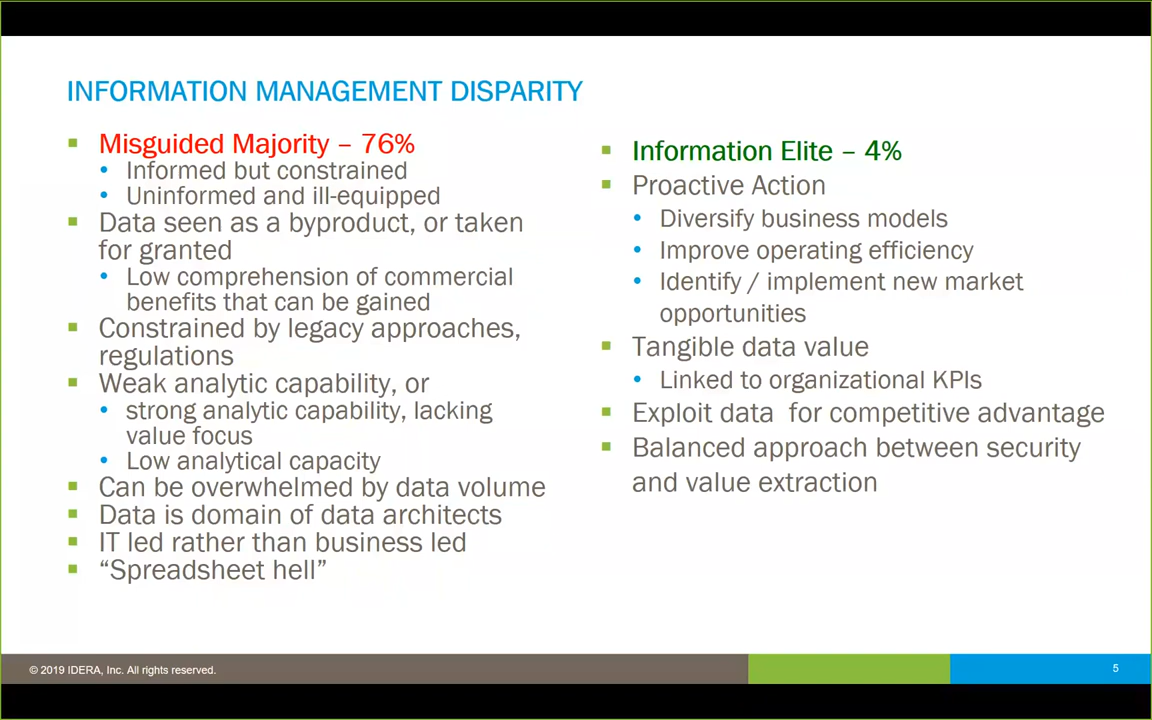 INFORMATION MANAGEMENT DISPARITY
Misguided Majority – 76%
Informed but constrained
Uninformed and ill-equipped
Data seen as a byproduct, or taken
for granted
Low comprehension of commercial
benefits that can be gained
Constrained by legacy approaches,
regulations
Weak analytic capability, or
strong analytic capability, lacking
value focus
Low analytical capacity
Can be overwhelmed by data volume
Data is domain of data architects
IT led rather than business led
“Spreadsheet hell”
Information Elite – 4%
Proactive Action
Diversify business models
Improve operating efficiency
Identify / implement new market
opportunities
Tangible data value
Linked to organizational KPIs
Exploit data  for competitive advantage
Balanced approach between security
and value extraction
© 2019 IDERA, Inc. All rights reserved.
5